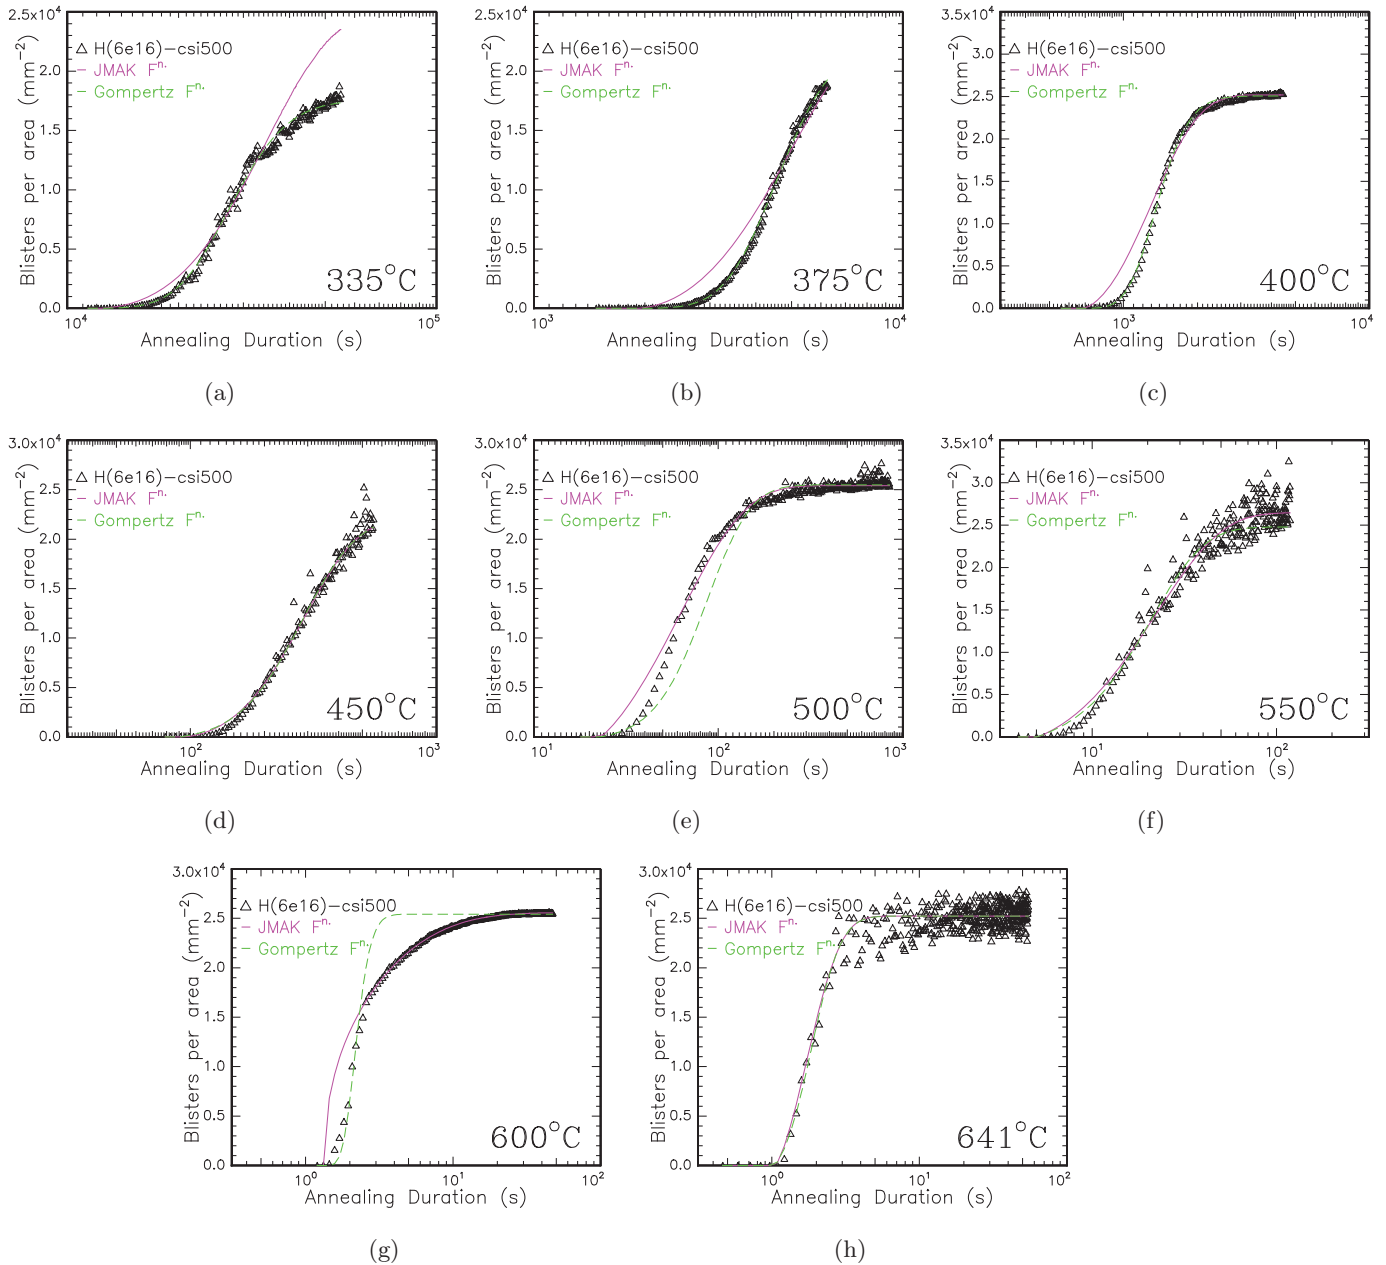 2.5x10⁴
2.0
1.5
1.0
0.5
0.0
Blisters per area (mm⁻²)
H(6e16)-csi500
JMAK Fⁿ·
Gompertz Fⁿ·
335°C
10⁴
10⁵
Annealing Duration (s)
(a)
2.5x10⁴
2.0
1.5
1.0
0.5
0.0
Blisters per area (mm⁻²)
H(6e16)-csi500
JMAK Fⁿ·
Gompertz Fⁿ·
375°C
10³
10⁴
Annealing Duration (s)
(b)
3.5x10⁴
3.0
2.5
2.0
1.5
1.0
0.5
0.0
Blisters per area (mm⁻²)
H(6e16)-csi500
JMAK Fⁿ·
Gompertz Fⁿ·
400°C
10³
10⁴
Annealing Duration (s)
(c)
3.0x10⁴
2.5
2.0
1.5
1.0
0.5
0.0
Blisters per area (mm⁻²)
H(6e16)-csi500
JMAK Fⁿ·
Gompertz Fⁿ·
450°C
10²
10³
Annealing Duration (s)
(d)
3.0x10⁴
2.5
2.0
1.5
1.0
0.5
0.0
Blisters per area (mm⁻²)
H(6e16)-csi500
JMAK Fⁿ·
Gompertz Fⁿ·
500°C
10¹
10²
10³
Annealing Duration (s)
(e)
3.5x10⁴
3.0
2.5
2.0
1.5
1.0
0.5
0.0
Blisters per area (mm⁻²)
H(6e16)-csi500
JMAK Fⁿ·
Gompertz Fⁿ·
550°C
10¹
10²
Annealing Duration (s)
(f)
3.0x10⁴
2.5
2.0
1.5
1.0
0.5
0.0
Blisters per area (mm⁻²)
H(6e16)-csi500
JMAK Fⁿ·
Gompertz Fⁿ·
600°C
10⁰
10¹
10²
Annealing Duration (s)
(g)
3.0x10⁴
2.5
2.0
1.5
1.0
0.5
0.0
Blisters per area (mm⁻²)
H(6e16)-csi500
JMAK Fⁿ·
Gompertz Fⁿ·
641°C
10⁰
10¹
10²
Annealing Duration (s)
(h)